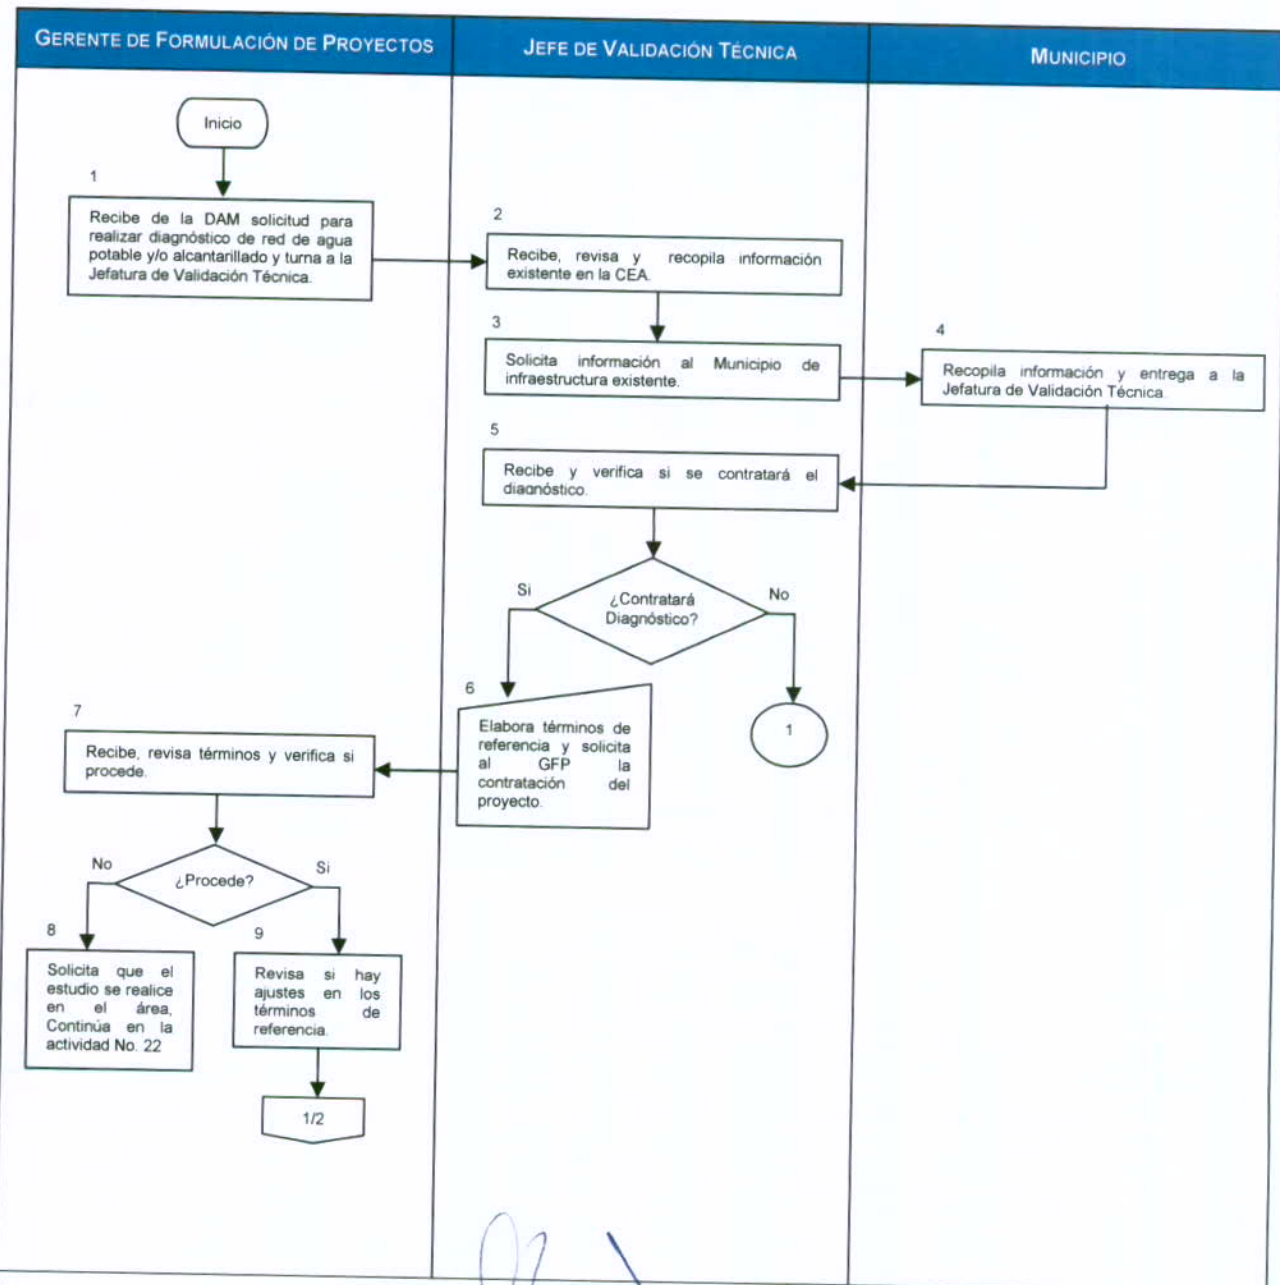 GERENTE DE FORMULACIÓN DE PROYECTOS
JEFE DE VALIDACIÓN TÉCNICA
MUNICIPIO
Inicio
1
Recibe de la DAM solicitud para
realizar diagnóstico de red de agua
potable y/o alcantarillado y turna a la
Jefatura de Validación Técnica.
2
Recibe, revisa y recopila información
existente en la CEA.
3
Solicita información al Municipio de
infraestructura existente.
4
Recopila información y entrega a la
Jefatura de Validación Técnica.
5
Recibe y verifica si se contratará el
diagnóstico.
¿Contratará
Diagnóstico?
Si
No
1
6
Elabora términos de
referencia y solicita
al GFP la
contratación del
proyecto.
7
Recibe, revisa términos y verifica si
procede.
¿Procede?
No
Si
8
Solicita que el
estudio se realice
en el área,
Continúa en la
actividad No. 22
9
Revisa si hay
ajustes en los
términos de
referencia.
1/2